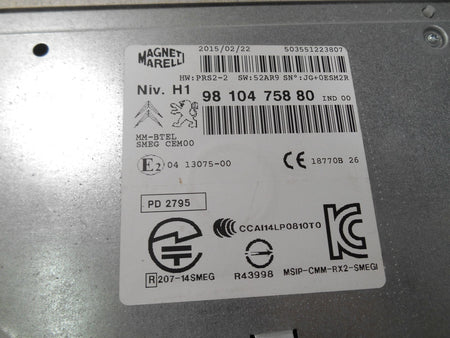 MAGNETI
MARELLI
2015/02/22 503551223807
HW:PRS2-2 SW:52AR9 SN°:JG+0ESM2R
Niv. H1 98 104 758 80 IND 00
MM-BTEL
SMEG CEM00
E2 04 13075-00 CE 18770B 26
PD 2795
CCAI14LP0810T0
R 207-14SMEG R43998 MSIP-CMM-RX2-SMEGI